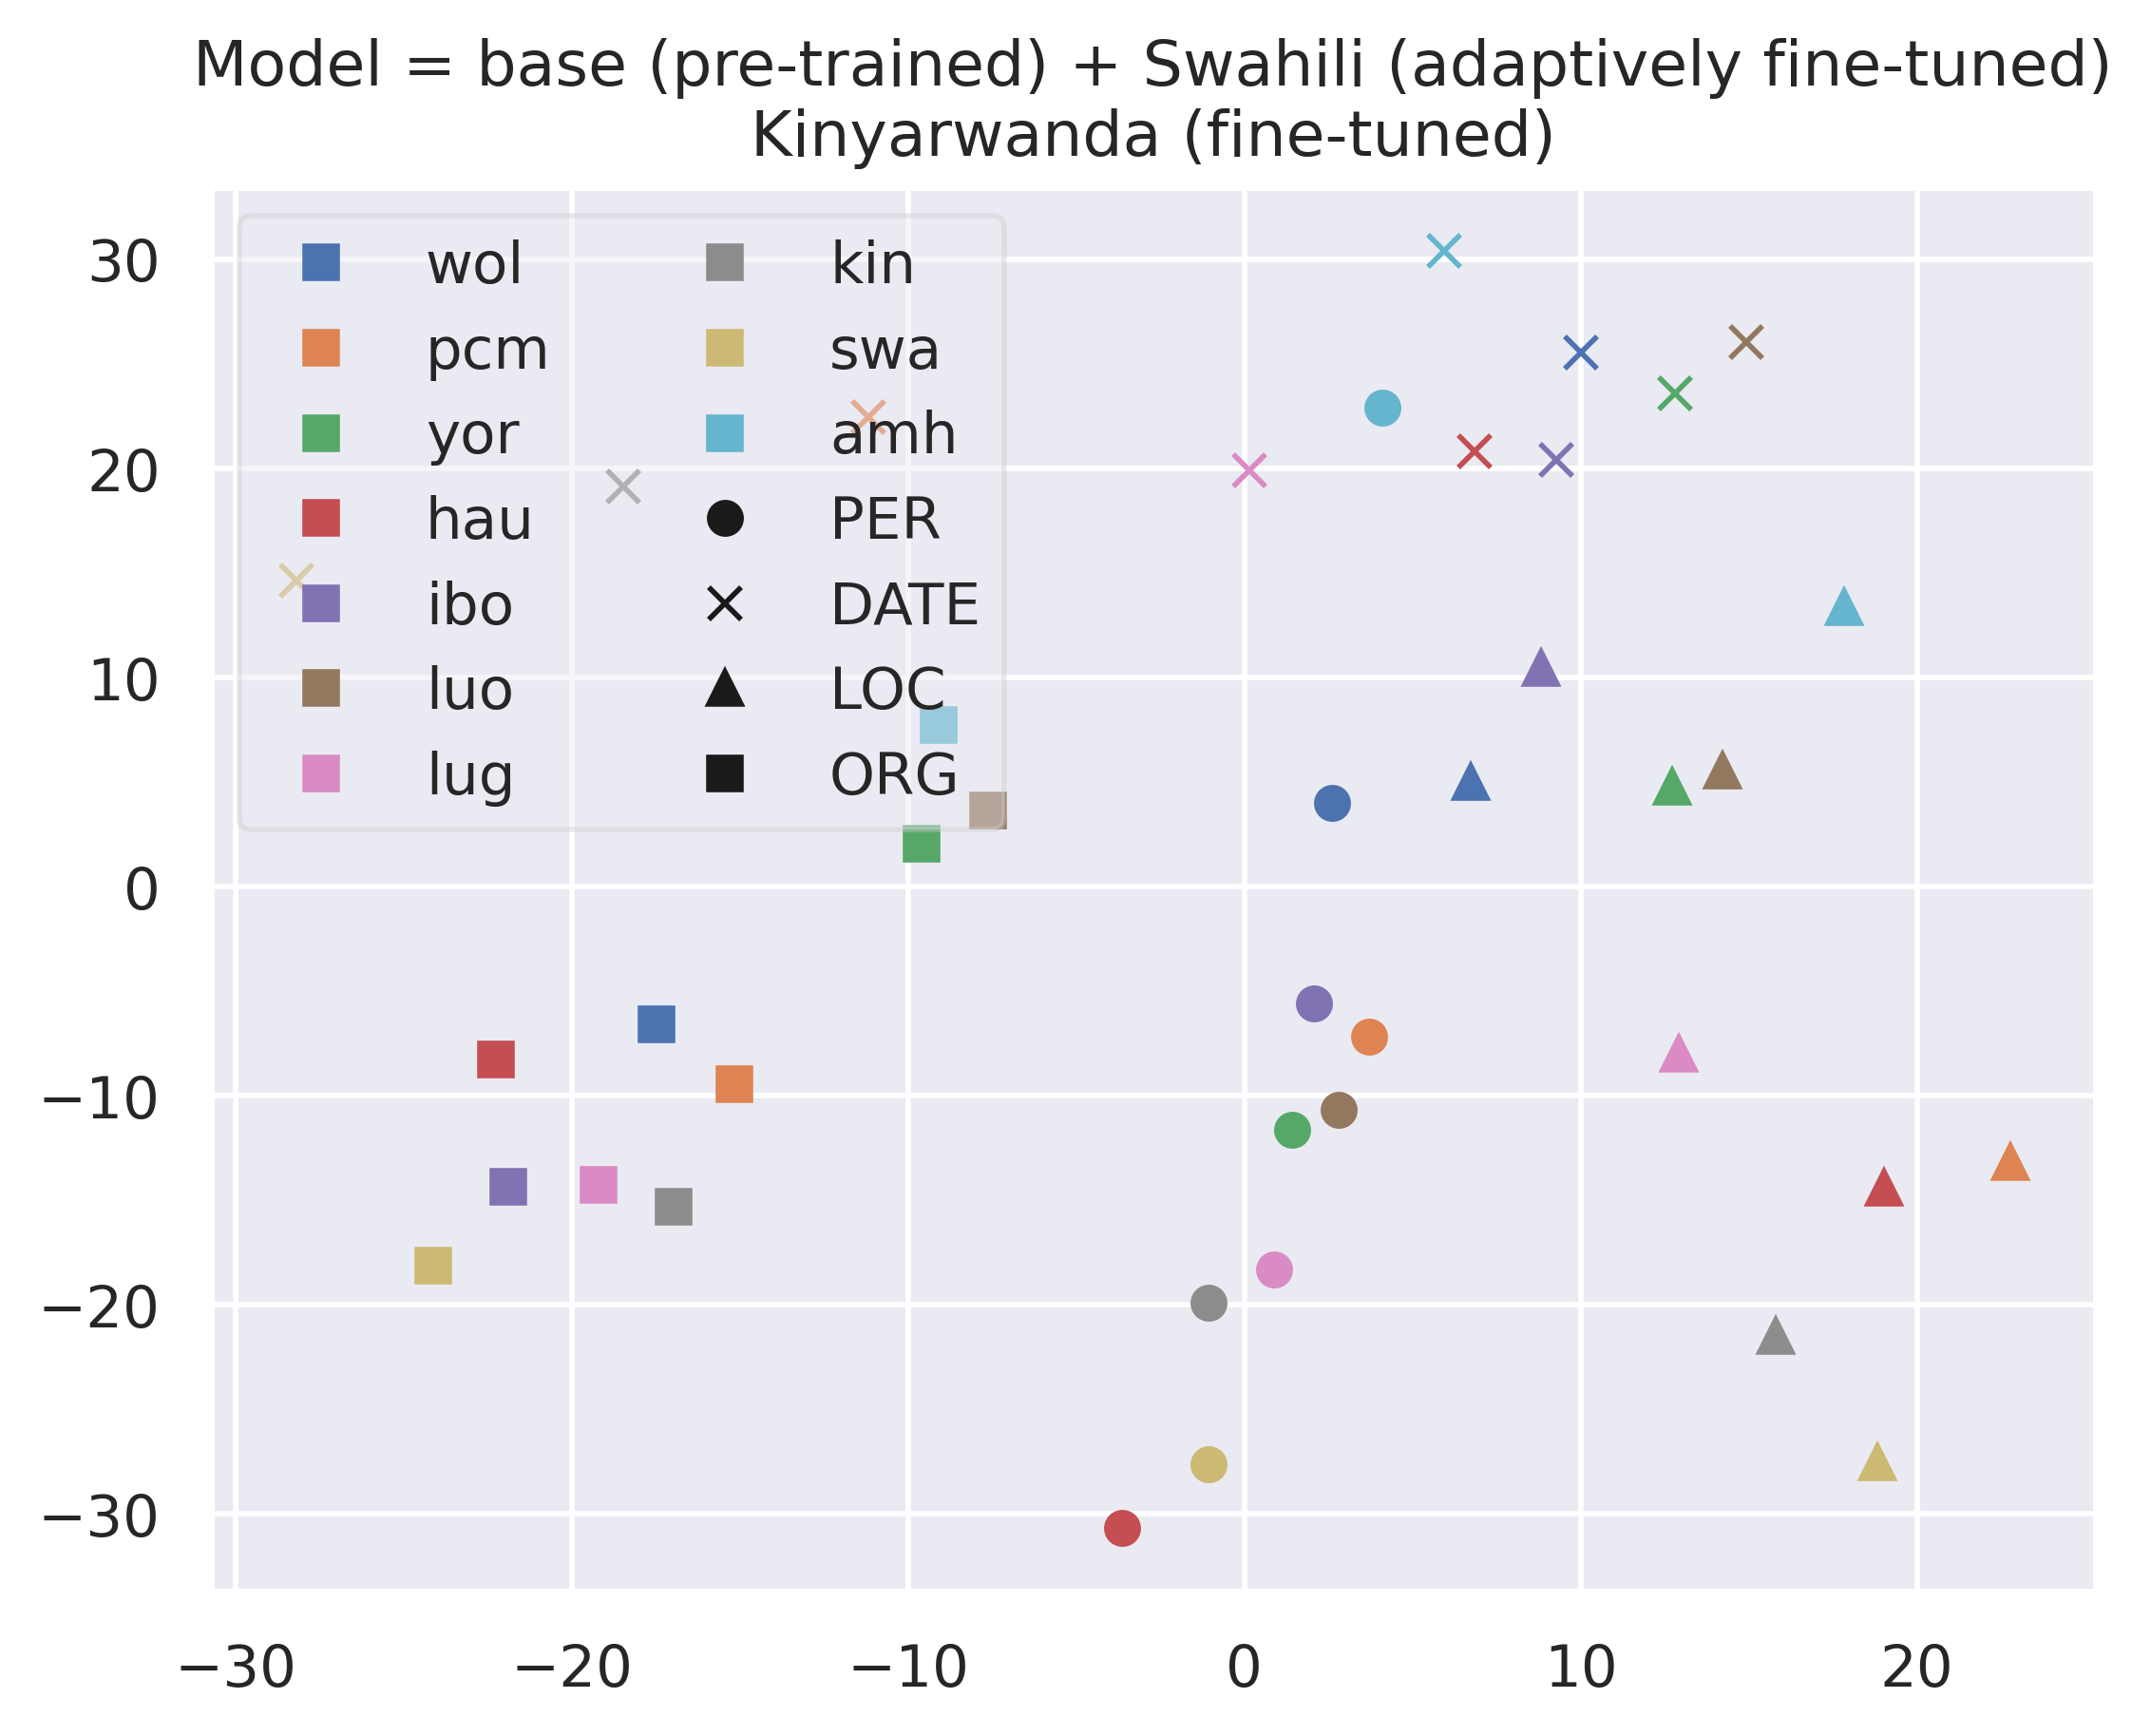 Model = base (pre-trained) + Swahili (adaptively fine-tuned)
Kinyarwanda (fine-tuned)
wol
pcm
yor
hau
ibo
luo
lug
kin
swa
amh
PER
DATE
LOC
ORG
30
20
10
0
−10
−20
−30
−30 −20 −10 0 10 20